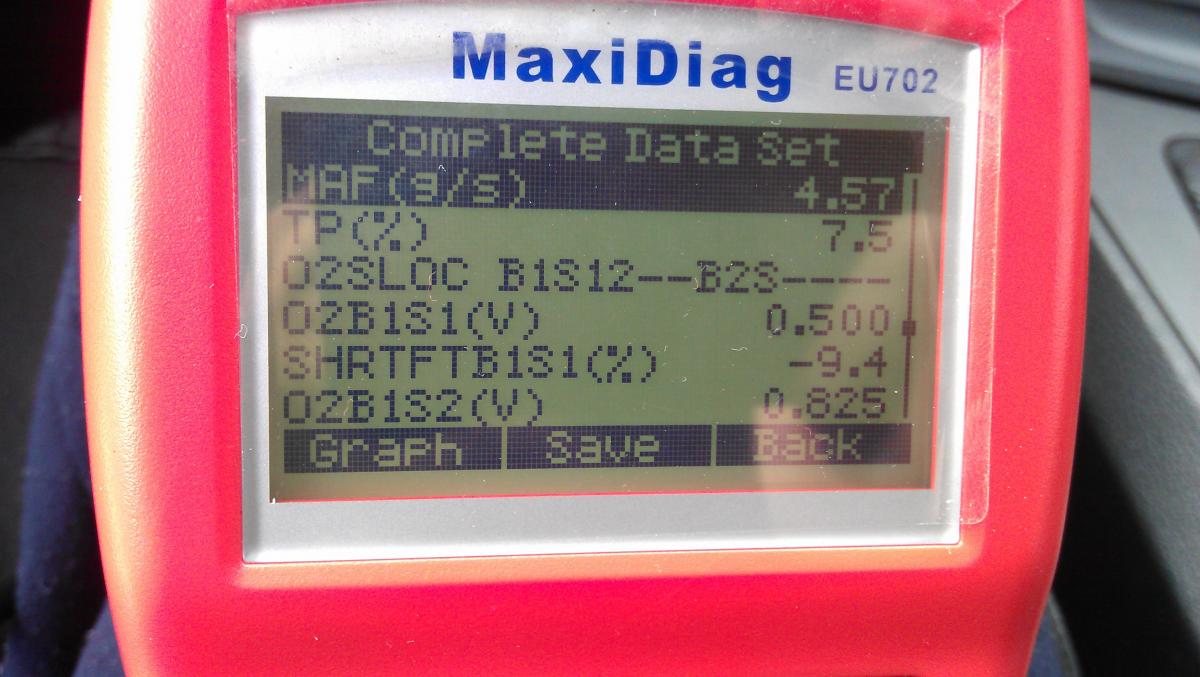 MaxiDiag EU702
Complete Data Set
MAF(g/s) 4.57
TP(%) 7.5
O2SLOC B1S12--B2S----
O2B1S1(V) 0.500
SHRTFTB1S1(%) -9.4
O2B1S2(V) 0.825
Graph Save Back